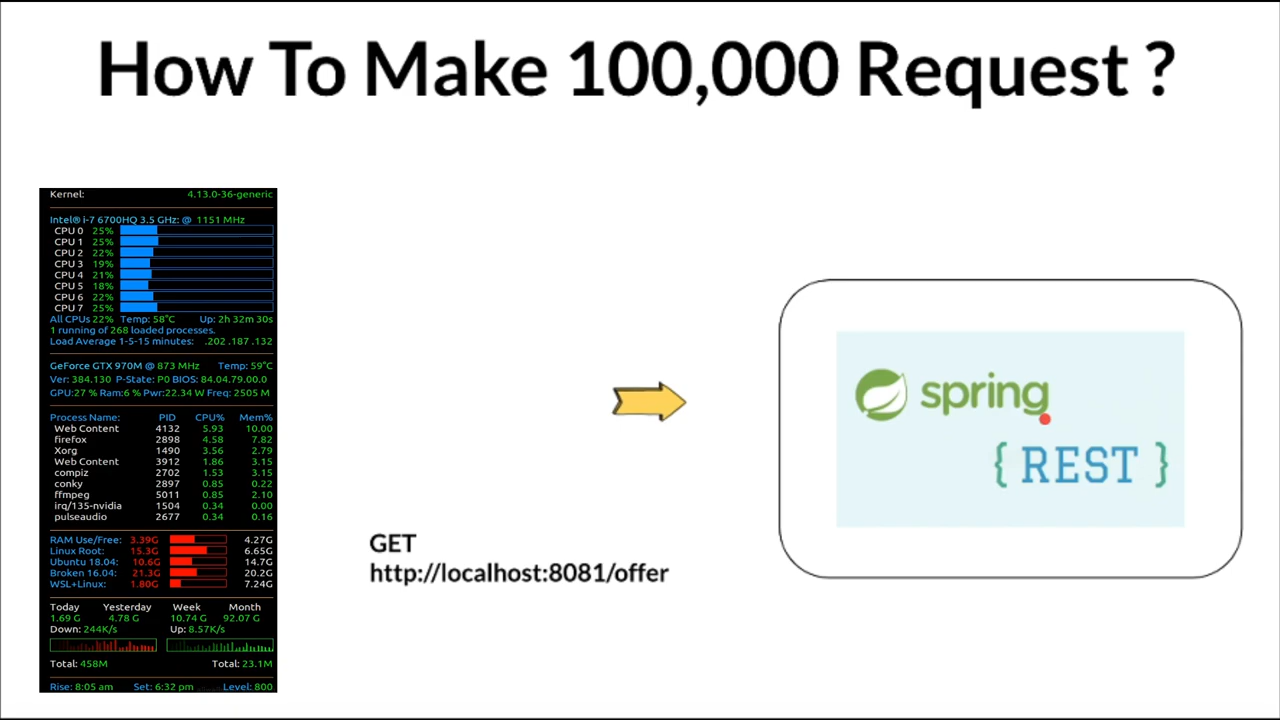 How To Make 100,000 Request ?
Kernel: 4.13.0-36-generic
Intel® i-7 6700HQ 3.5 GHz: @ 1151 MHz
CPU 0 25%
CPU 1 25%
CPU 2 22%
CPU 3 19%
CPU 4 21%
CPU 5 18%
CPU 6 22%
CPU 7 25%
All CPUs 22% Temp: 58°C Up: 2h 32m 30s
1 running of 268 loaded processes.
Load Average 1-5-15 minutes: .202 .187 .132
GeForce GTX 970M @ 873 MHz Temp: 59°C
Ver: 384.130 P-State: P0 BIOS: 84.04.79.00.0
GPU:27 % Ram:6 % Pwr:22.34 W Freq: 2505 M
Process Name: PID CPU% Mem%
Web Content 4132 5.93 10.00
firefox 2898 4.58 7.82
Xorg 1490 3.56 2.79
Web Content 3912 1.86 3.15
compiz 2702 1.53 3.15
conky 2897 0.85 0.22
ffmpeg 5011 0.85 2.10
irq/135-nvidia 1504 0.34 0.00
pulseaudio 2677 0.34 0.16
RAM Use/Free: 3.39G 4.27G
Linux Root: 15.3G 6.65G
Ubuntu 18.04: 10.6G 14.7G
Broken 16.04: 21.3G 20.2G
WSL+Linux: 1.80G 7.24G
Today Yesterday Week Month
1.69 G 4.78 G 10.74 G 92.07 G
Down: 244K/s Up: 8.57K/s
Total: 458M Total: 23.1M
Rise: 8:05 am Set: 6:32 pm Level: 800
GET
http://localhost:8081/offer
spring
{ REST }